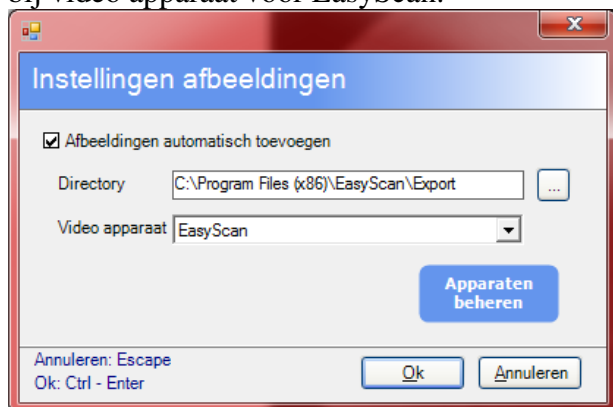 bij video apparaat voor EasyScan.
Instellingen afbeeldingen
Afbeeldingen automatisch toevoegen
Directory C:\Program Files (x86)\EasyScan\Export ...
Video apparaat EasyScan
Apparaten
beheren
Annuleren: Escape
Ok: Ctrl - Enter
Ok Annuleren